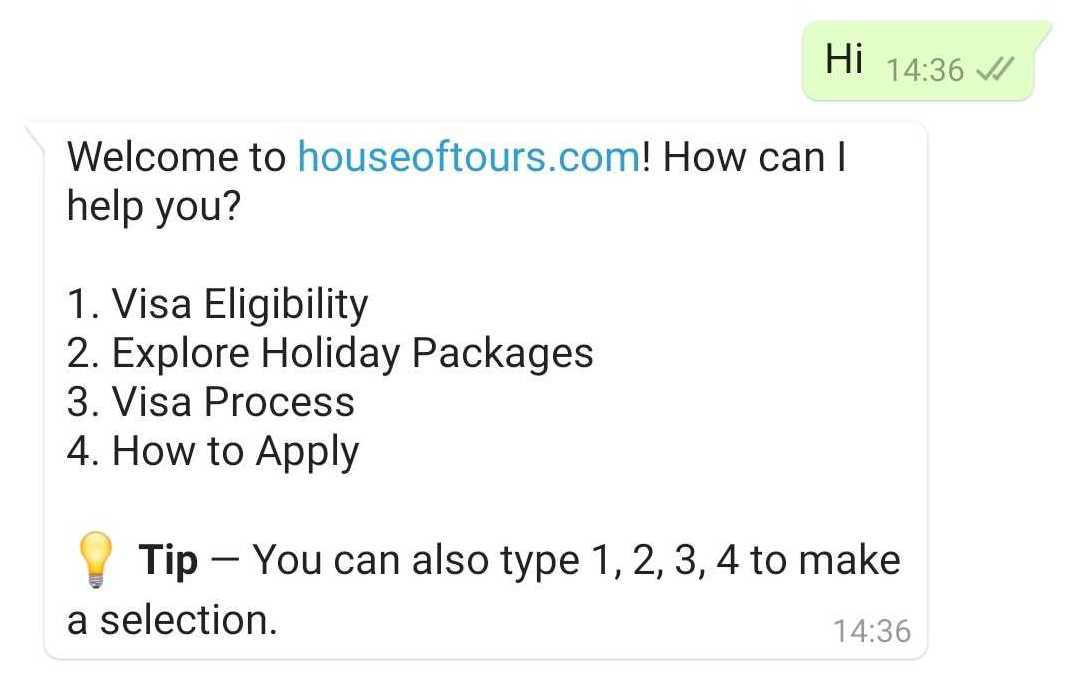 Hi 14:36
Welcome to houseoftours.com! How can I
help you?
1. Visa Eligibility
2. Explore Holiday Packages
3. Visa Process
4. How to Apply
💡 Tip — You can also type 1, 2, 3, 4 to make
a selection.
14:36